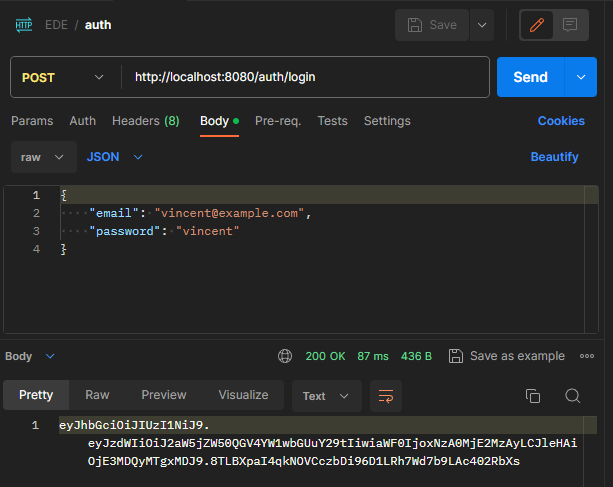 HTTP EDE / auth Save
POST http://localhost:8080/auth/login Send
Params Auth Headers (8) Body Pre-req. Tests Settings Cookies
raw JSON Beautify
1 {
2 "email": "vincent@example.com",
3 "password": "vincent"
4 }
Body 200 OK 87 ms 436 B Save as example
Pretty Raw Preview Visualize Text
1 eyJhbGciOiJIUzI1NiJ9.
eyJzdWIiOiJ2aW5jZW50QGV4YW1wbGUuY29tIiwiaWF0IjoxNzA0MjE2MzAyLCJleHAi
OjE3MDQyMTgxMDJ9.8TLBXpaI4qkNOVCczbDi96D1LRh7Wd7b9LAc402RbXs